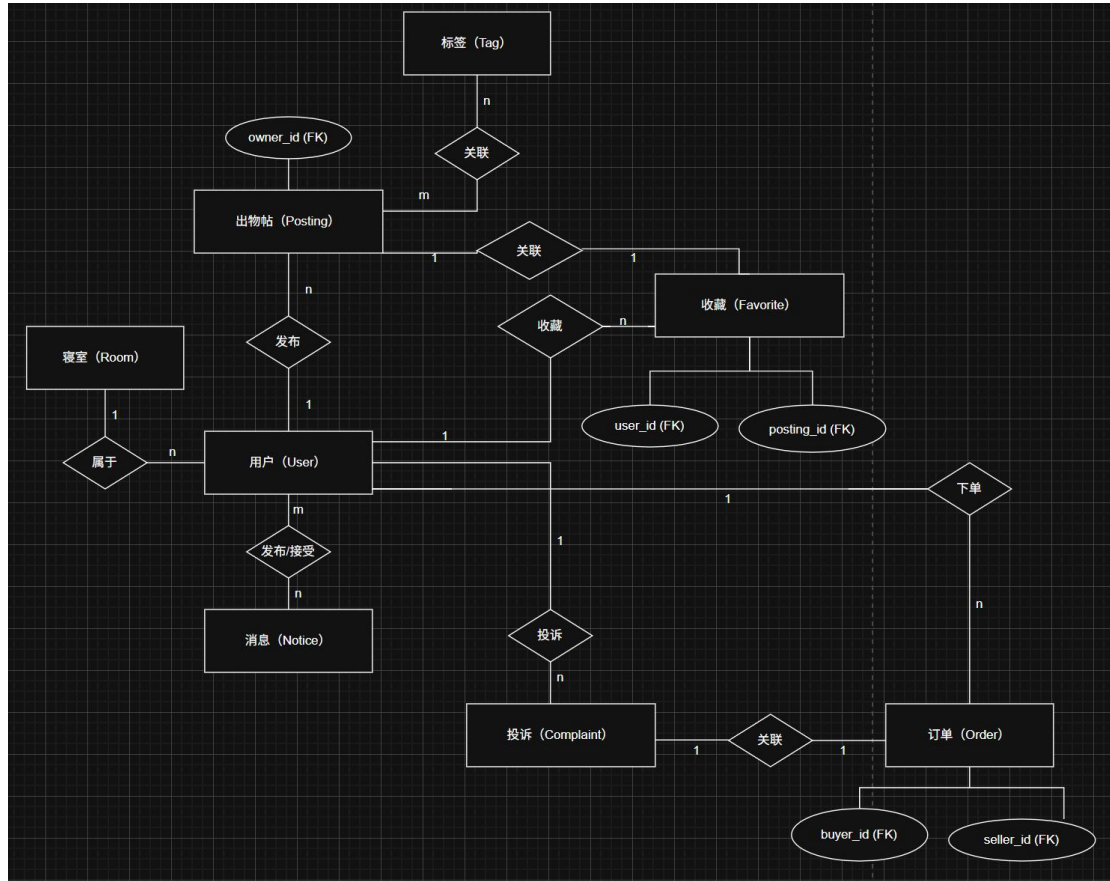 标签（Tag）
n
owner_id (FK)
关联
m
出物帖（Posting）
1
关联
1
n
收藏（Favorite）
收藏
n
发布
寝室（Room）
1
1
user_id (FK)
posting_id (FK)
1
属于
n
用户（User）
下单
1
m
1
发布/接受
n
n
消息（Notice）
投诉
n
投诉（Complaint）
1
关联
1
订单（Order）
buyer_id (FK)
seller_id (FK)